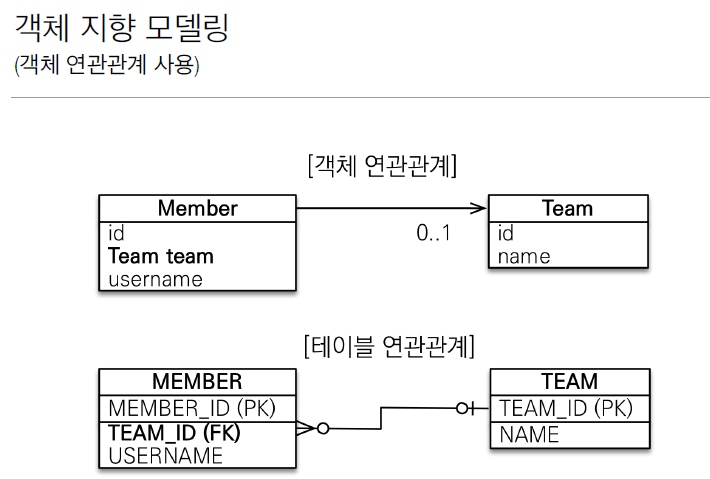 객체 지향 모델링
(객체 연관관계 사용)
[객체 연관관계]
Member
id
Team team
username
0..1
Team
id
name
[테이블 연관관계]
MEMBER
MEMBER_ID (PK)
TEAM_ID (FK)
USERNAME
TEAM
TEAM_ID (PK)
NAME